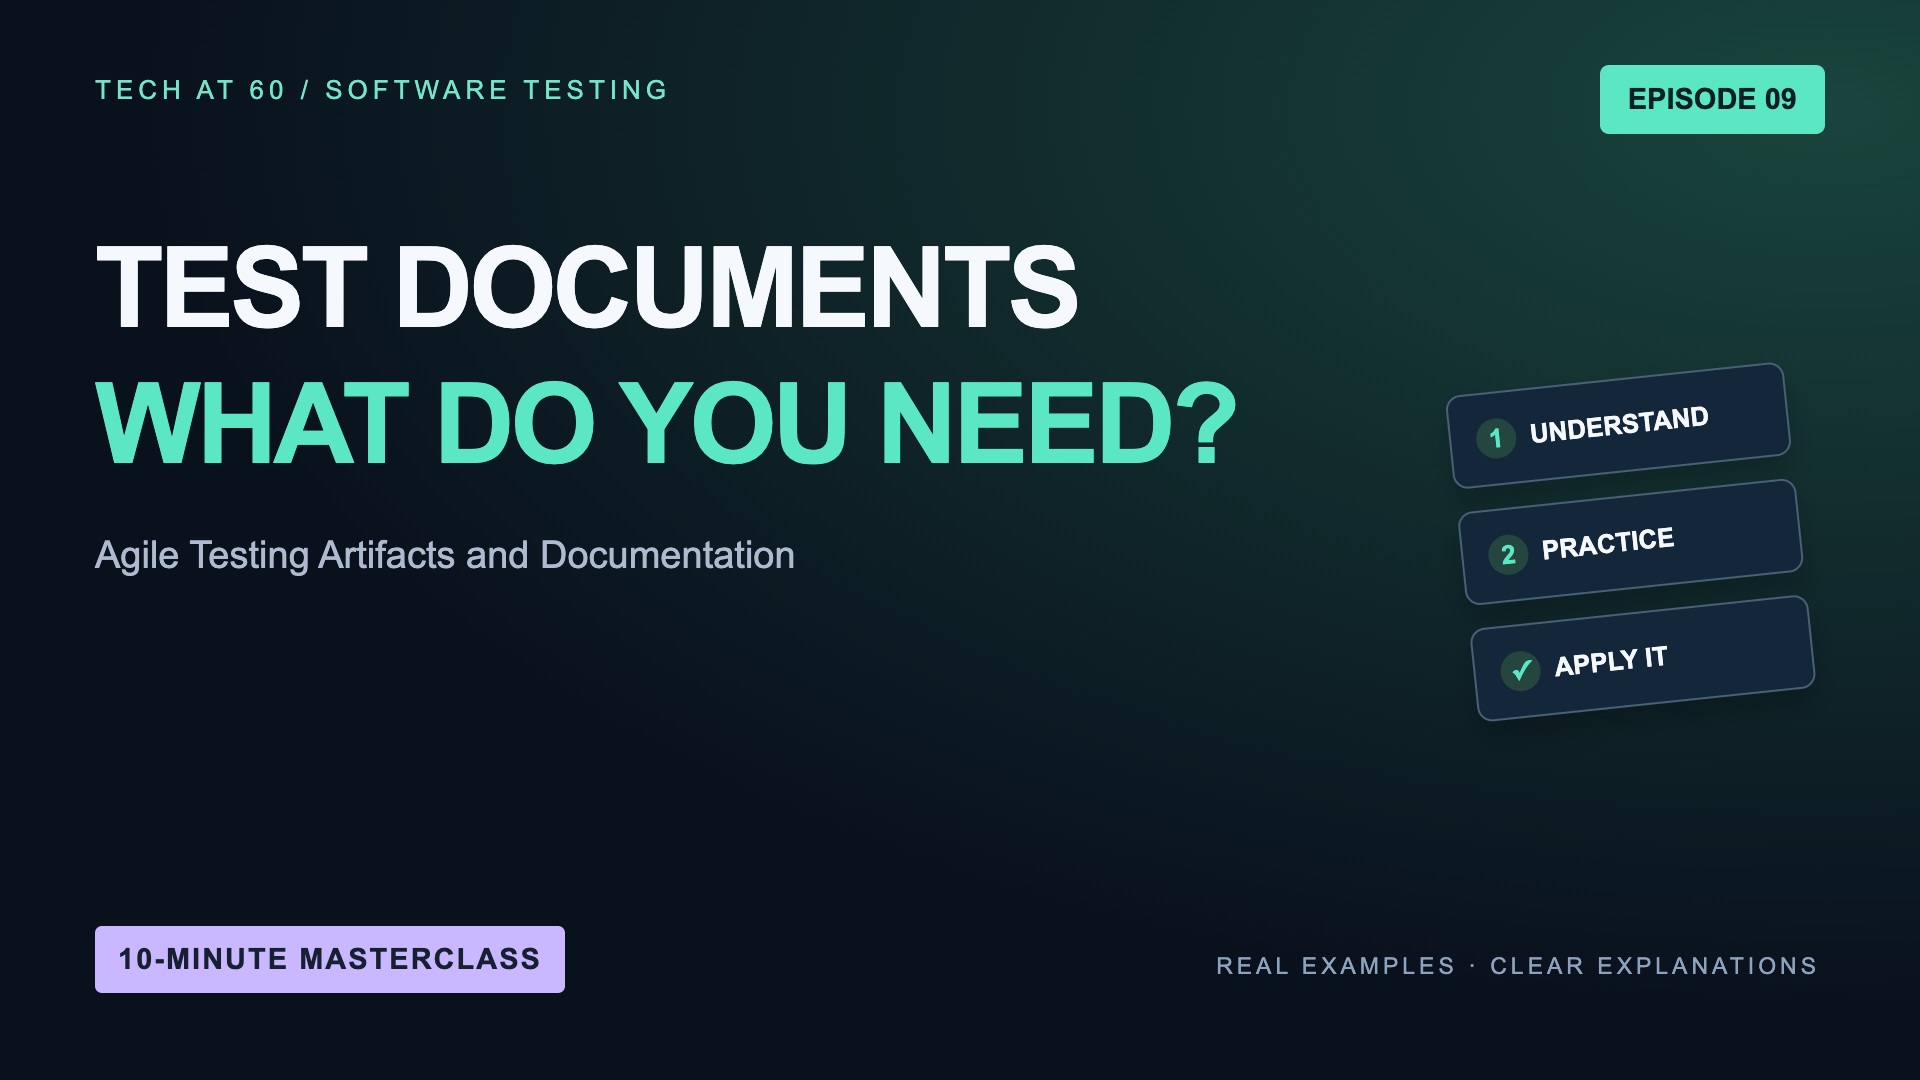 TECH AT 60 / SOFTWARE TESTING
EPISODE 09
TEST DOCUMENTS
WHAT DO YOU NEED?
Agile Testing Artifacts and Documentation
1 UNDERSTAND
2 PRACTICE
✓ APPLY IT
10-MINUTE MASTERCLASS
REAL EXAMPLES · CLEAR EXPLANATIONS